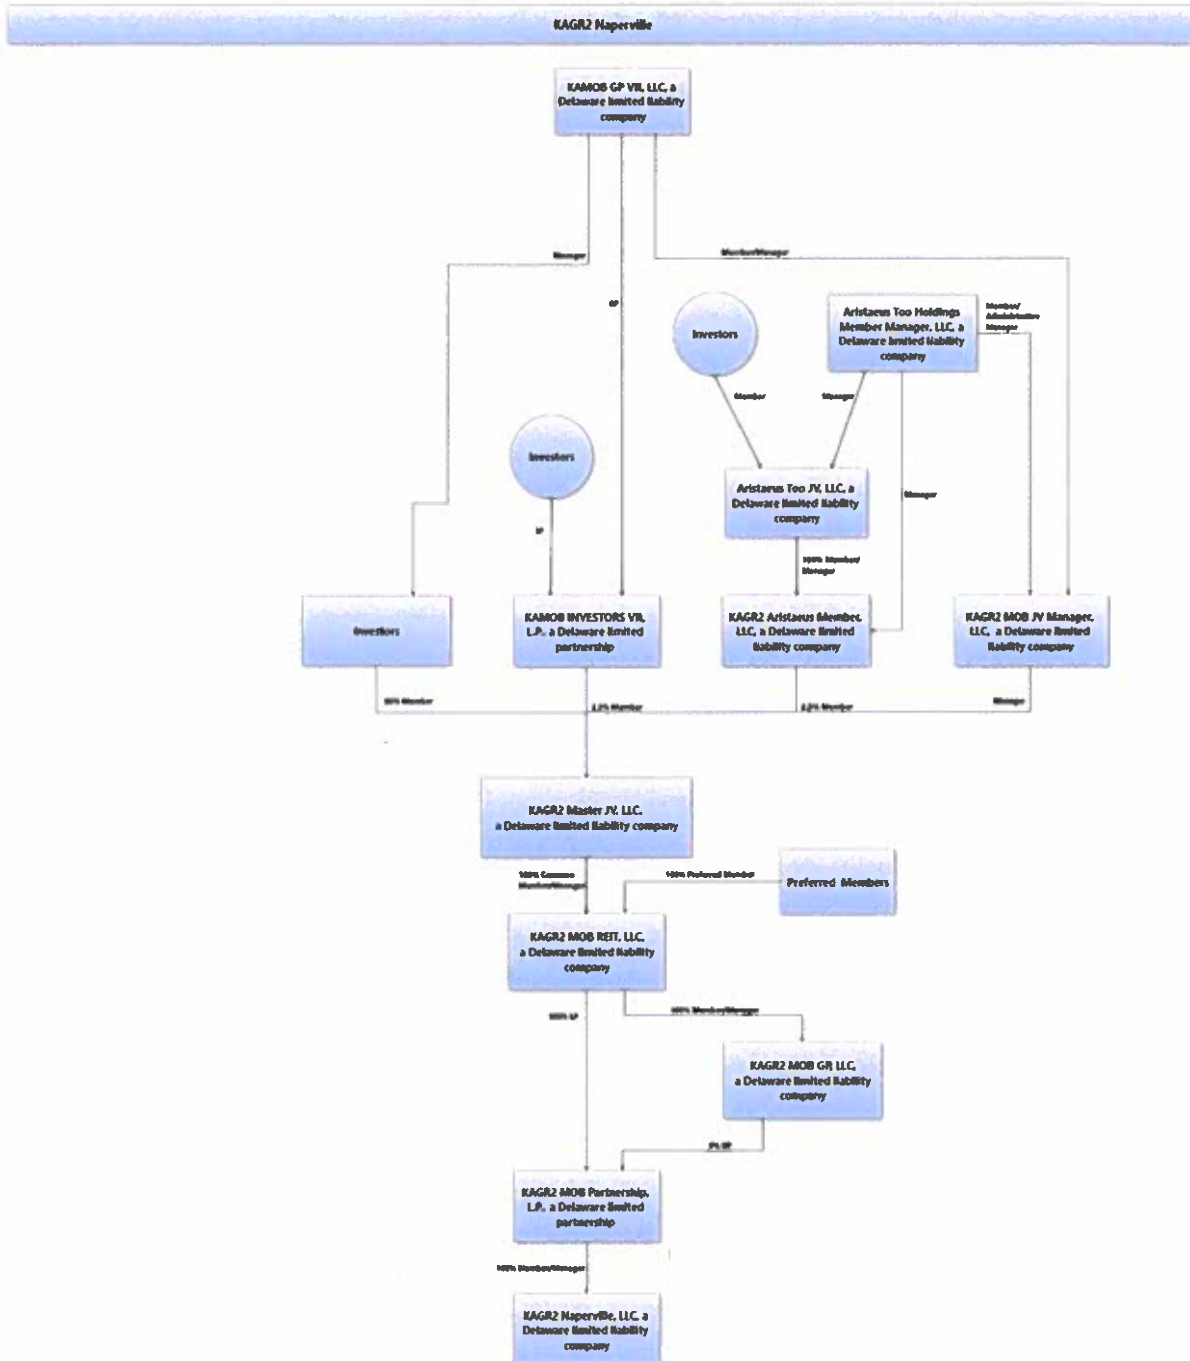 KAGR2 Naperville
KAMOB GP VII, LLC, a
Delaware limited liability
company
Manager
Member/Manager
GP
Investors
Aristaeus Too Holdings
Member Manager, LLC, a
Delaware limited liability
company
Member/
Administrative
Manager
Member
Manager
Investors
LP
Aristaeus Too JV, LLC, a
Delaware limited liability
company
Manager
100% Member/
Manager
Investors
KAMOB INVESTORS VII,
L.P., a Delaware limited
partnership
KAGR2 Aristaeus Member,
LLC, a Delaware limited
liability company
KAGR2 MOB JV Manager,
LLC, a Delaware limited
liability company
Member
Member
Member
Manager
KAGR2 Master JV, LLC,
a Delaware limited liability company
100% Common
Member/Manager
100% Preferred Member
Preferred Members
KAGR2 MOB REIT, LLC,
a Delaware limited liability
company
100% LP
100% Member/Manager
KAGR2 MOB GP, LLC,
a Delaware limited liability
company
0% GP
KAGR2 MOB Partnership,
L.P., a Delaware limited
partnership
100% Member/Manager
KAGR2 Naperville, LLC, a
Delaware limited liability
company